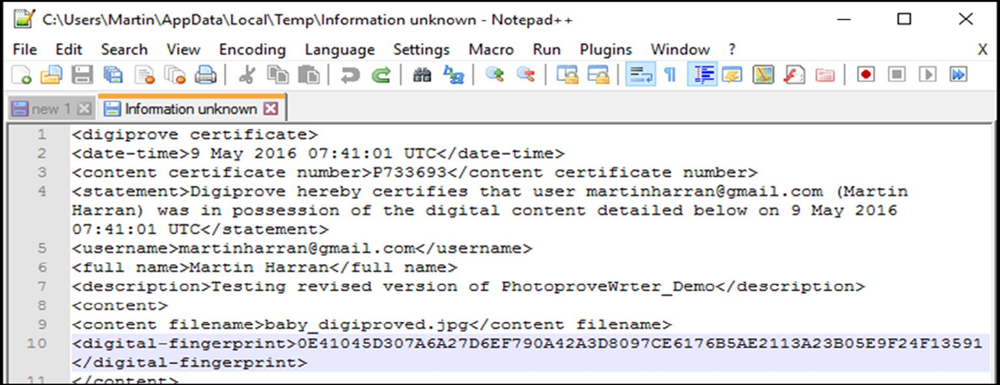 C:\Users\Martin\AppData\Local\Temp\Information unknown - Notepad++
File Edit Search View Encoding Language Settings Macro Run Plugins Window ? X
new 1 Information unknown
1 <digiprove certificate>
2 <date-time>9 May 2016 07:41:01 UTC</date-time>
3 <content certificate number>P733693</content certificate number>
4 <statement>Digiprove hereby certifies that user martinharran@gmail.com (Martin
Harran) was in possession of the digital content detailed below on 9 May 2016
07:41:01 UTC</statement>
5 <username>martinharran@gmail.com</username>
6 <full name>Martin Harran</full name>
7 <description>Testing revised version of PhotoproveWrter_Demo</description>
8 <content>
9 <content filename>baby_digiproved.jpg</content filename>
10 <digital-fingerprint>0E41045D307A6A27D6EF790A42A3D8097CE6176B5AE2113A23B05E9F24F13591
</digital-fingerprint>
11 </content>